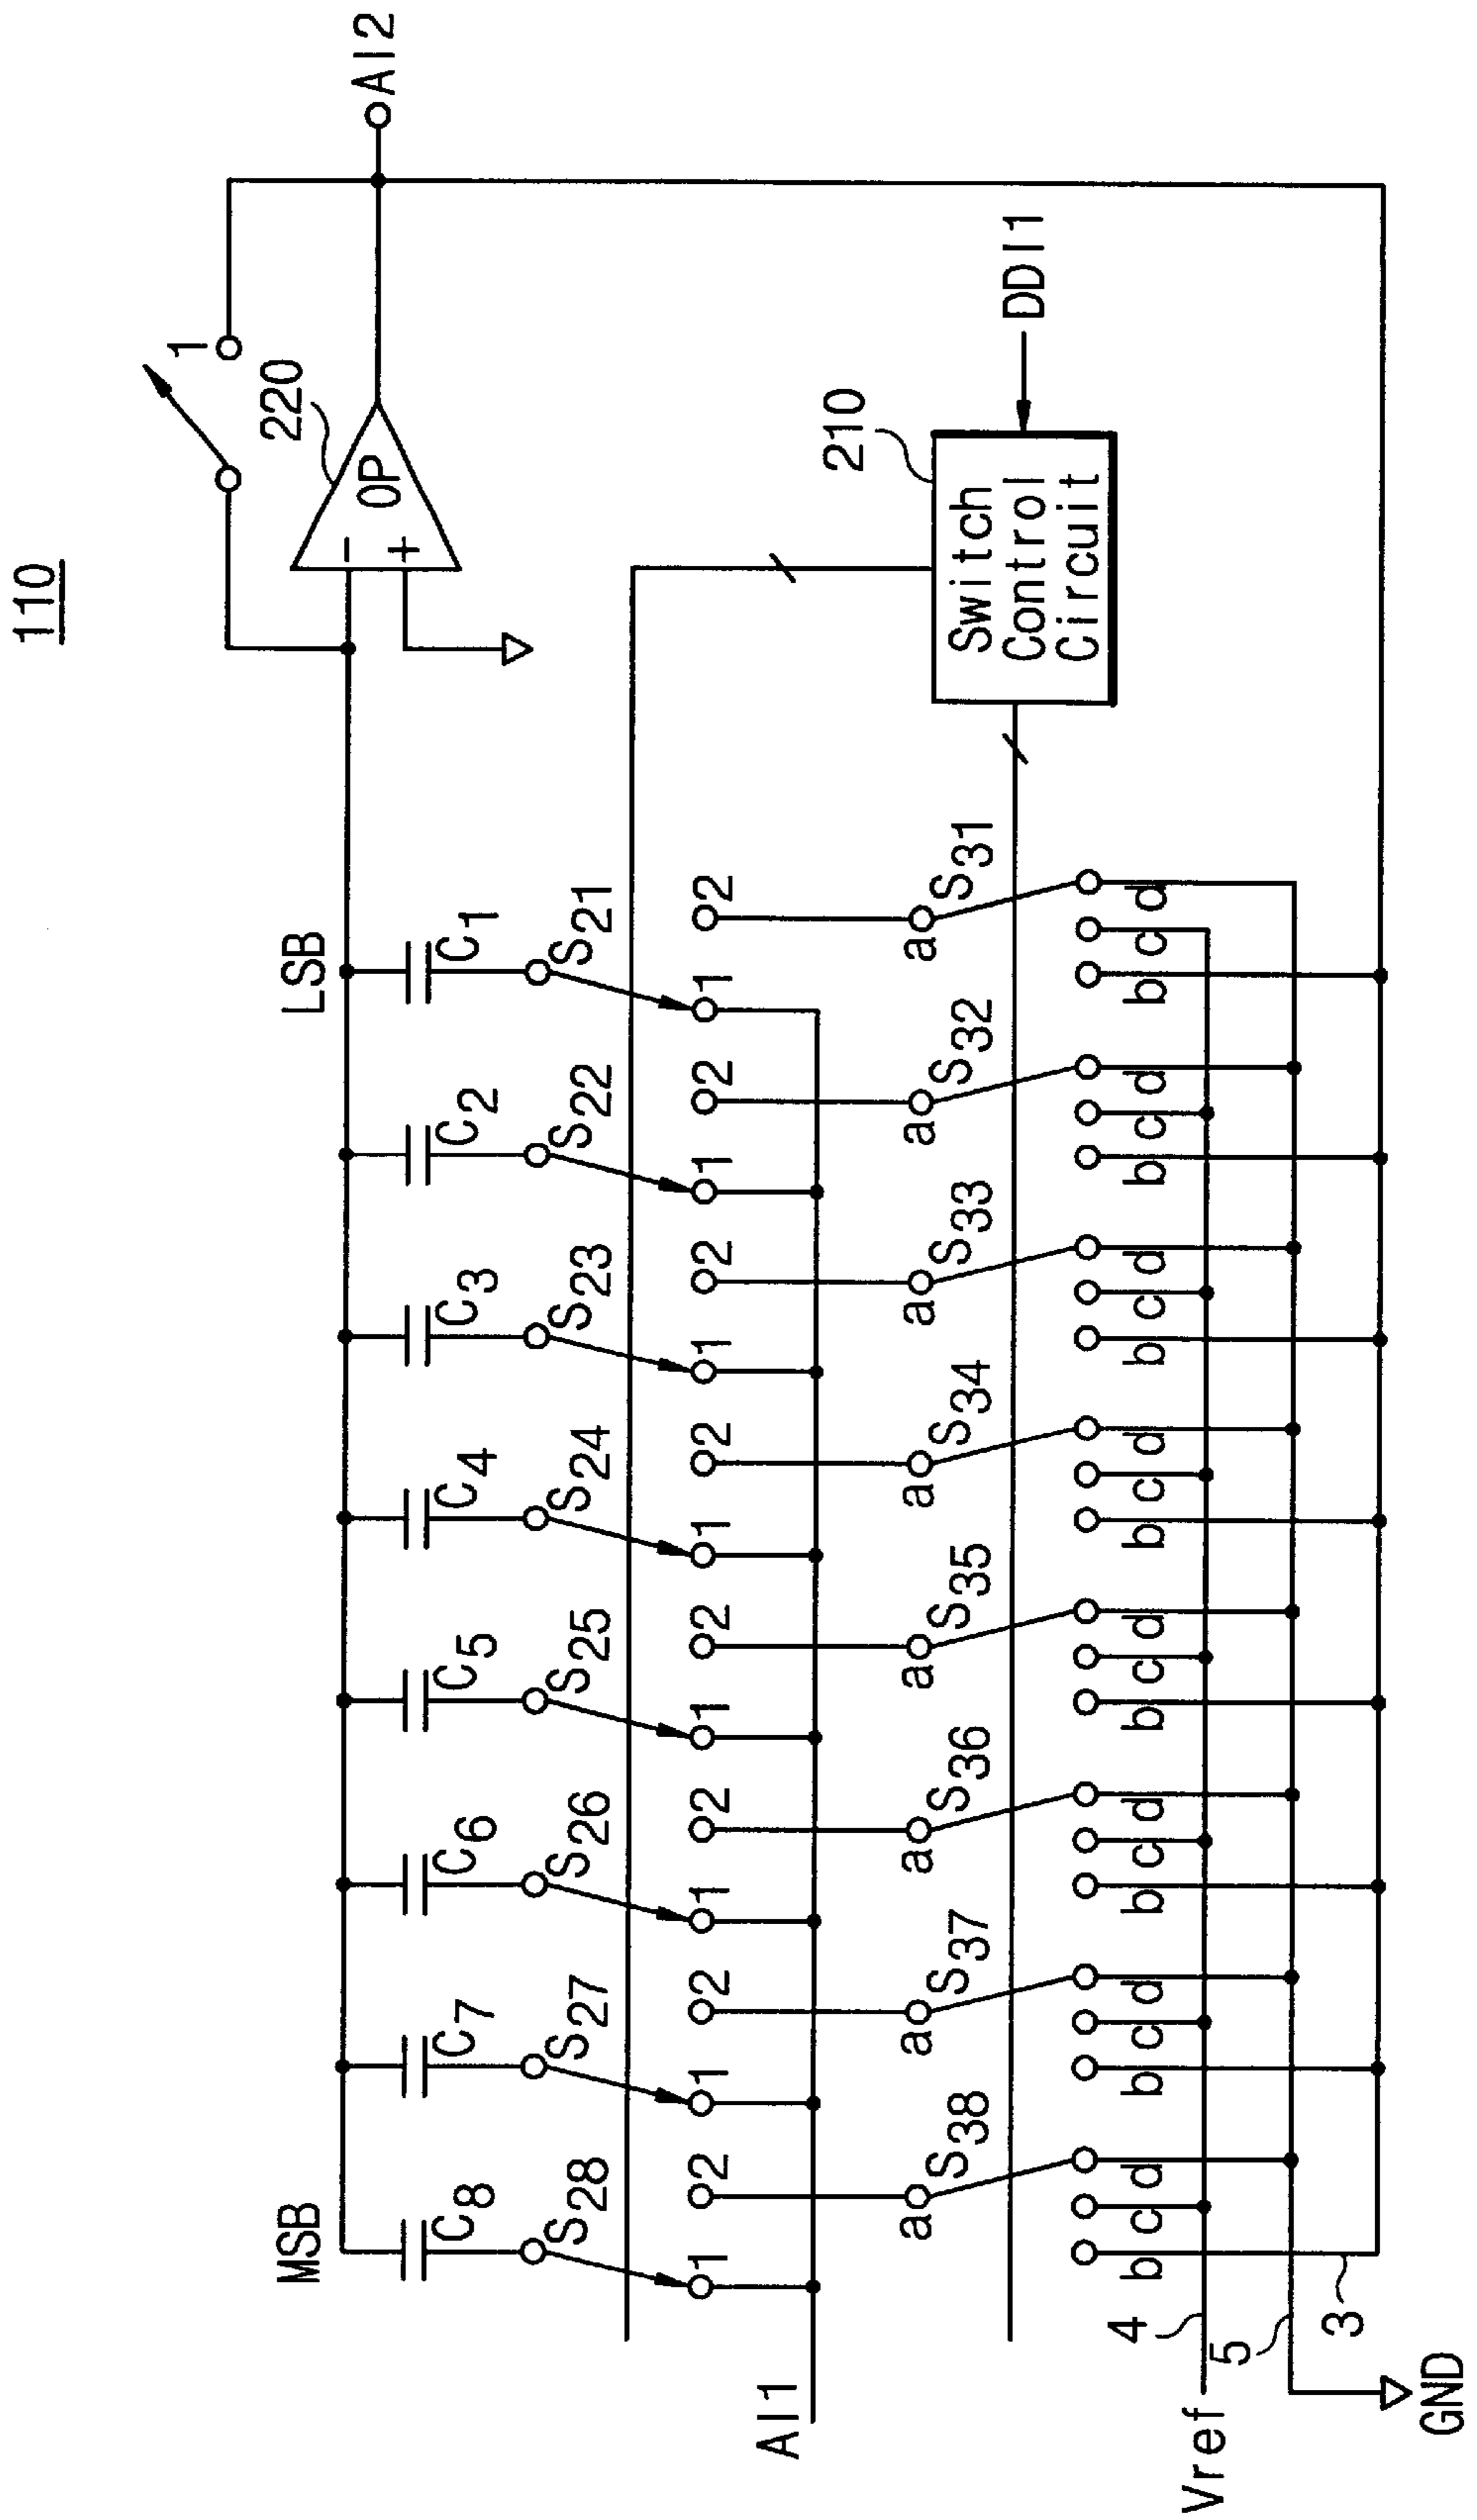 110
1
220
OP
−
+
AI2
MSB
LSB
C8 C7 C6 C5 C4 C3 C2 C1
S28 S27 S26 S25 S24 S23 S22 S21
1 2 1 2 1 2 1 2 1 2 1 2 1 2 1 2
AI1
210
Switch
Control
Circuit
DDI1
a S38 a S37 a S36 a S35 a S34 a S33 a S32 a S31
b c d b c d b c d b c d b c d b c d b c d b c d
4
Vref
5
3
GND